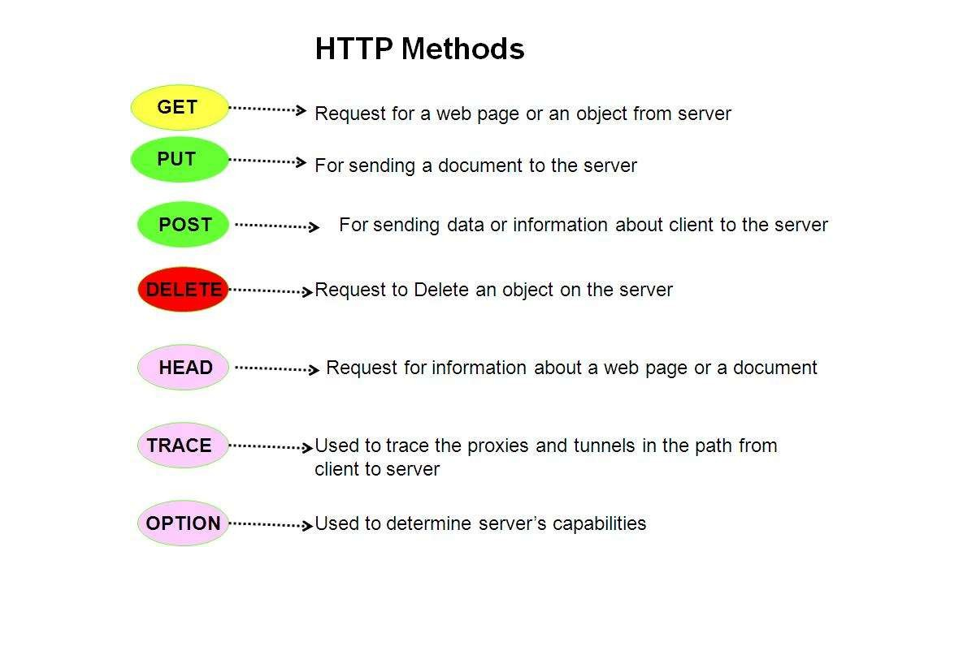 HTTP Methods
GET
Request for a web page or an object from server
PUT
For sending a document to the server
POST
For sending data or information about client to the server
DELETE
Request to Delete an object on the server
HEAD
Request for information about a web page or a document
TRACE
Used to trace the proxies and tunnels in the path from
client to server
OPTION
Used to determine server’s capabilities